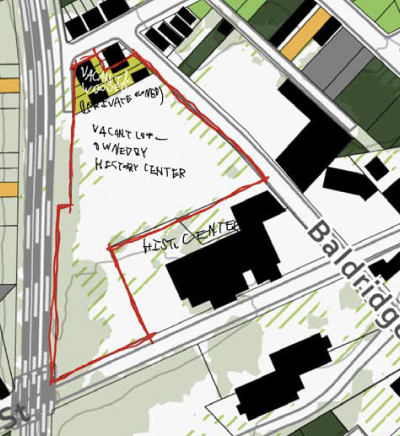 VACANT
WOODED
(PRIVATE OWNED)
VACANT LOT —
OWNED BY
HISTORY CENTER
HIST. CENTER
Baldridge
St.